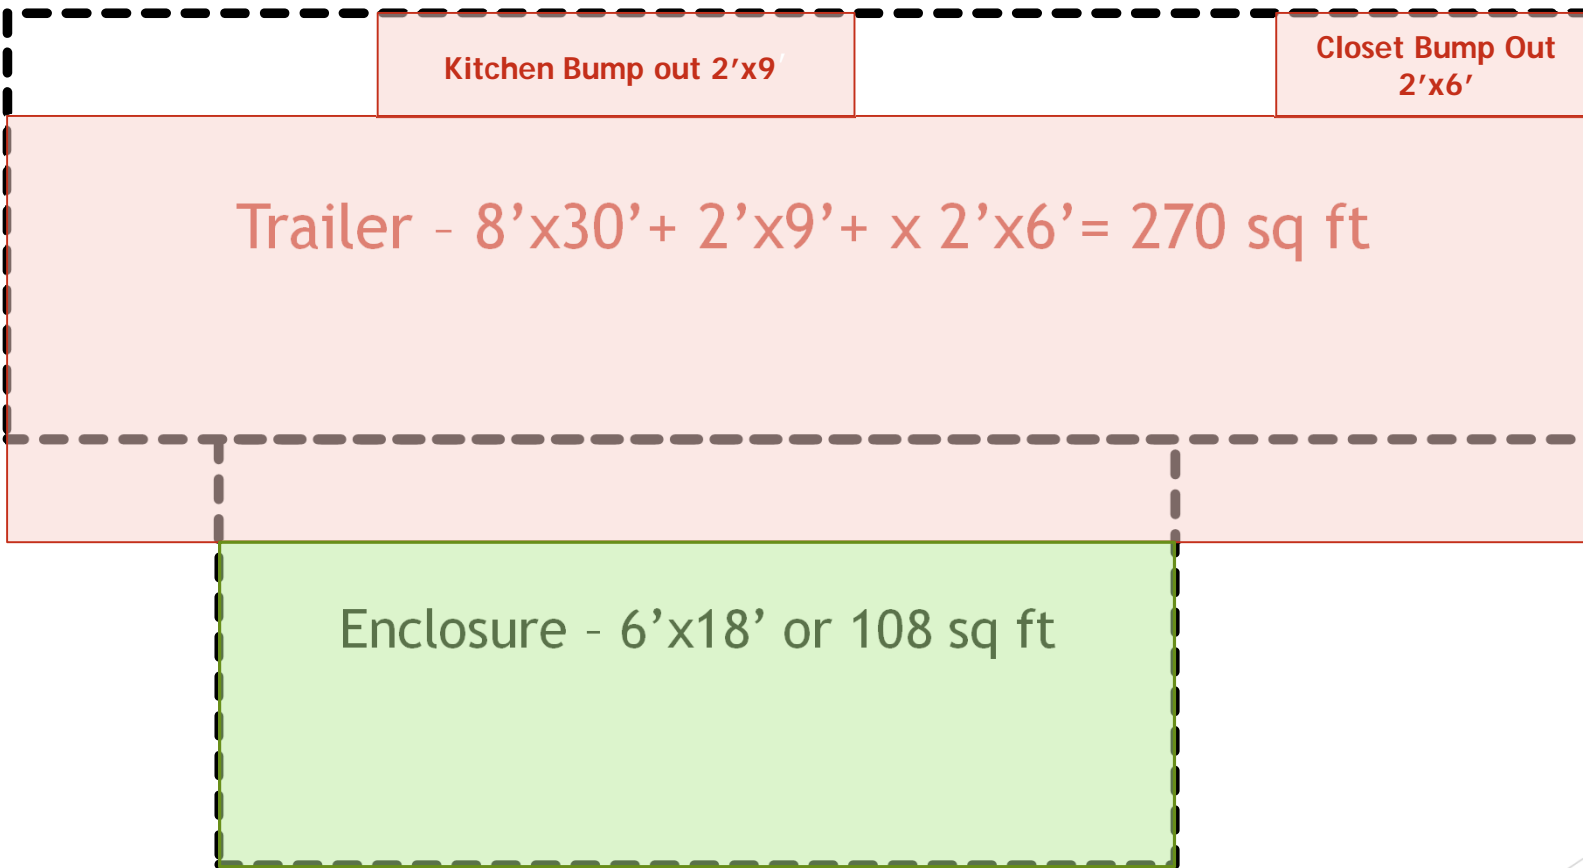 Kitchen Bump out 2’x9’
Closet Bump Out
2’x6’
Trailer – 8’x30’+ 2’x9’+ x 2’x6’= 270 sq ft
Enclosure – 6’x18’ or 108 sq ft